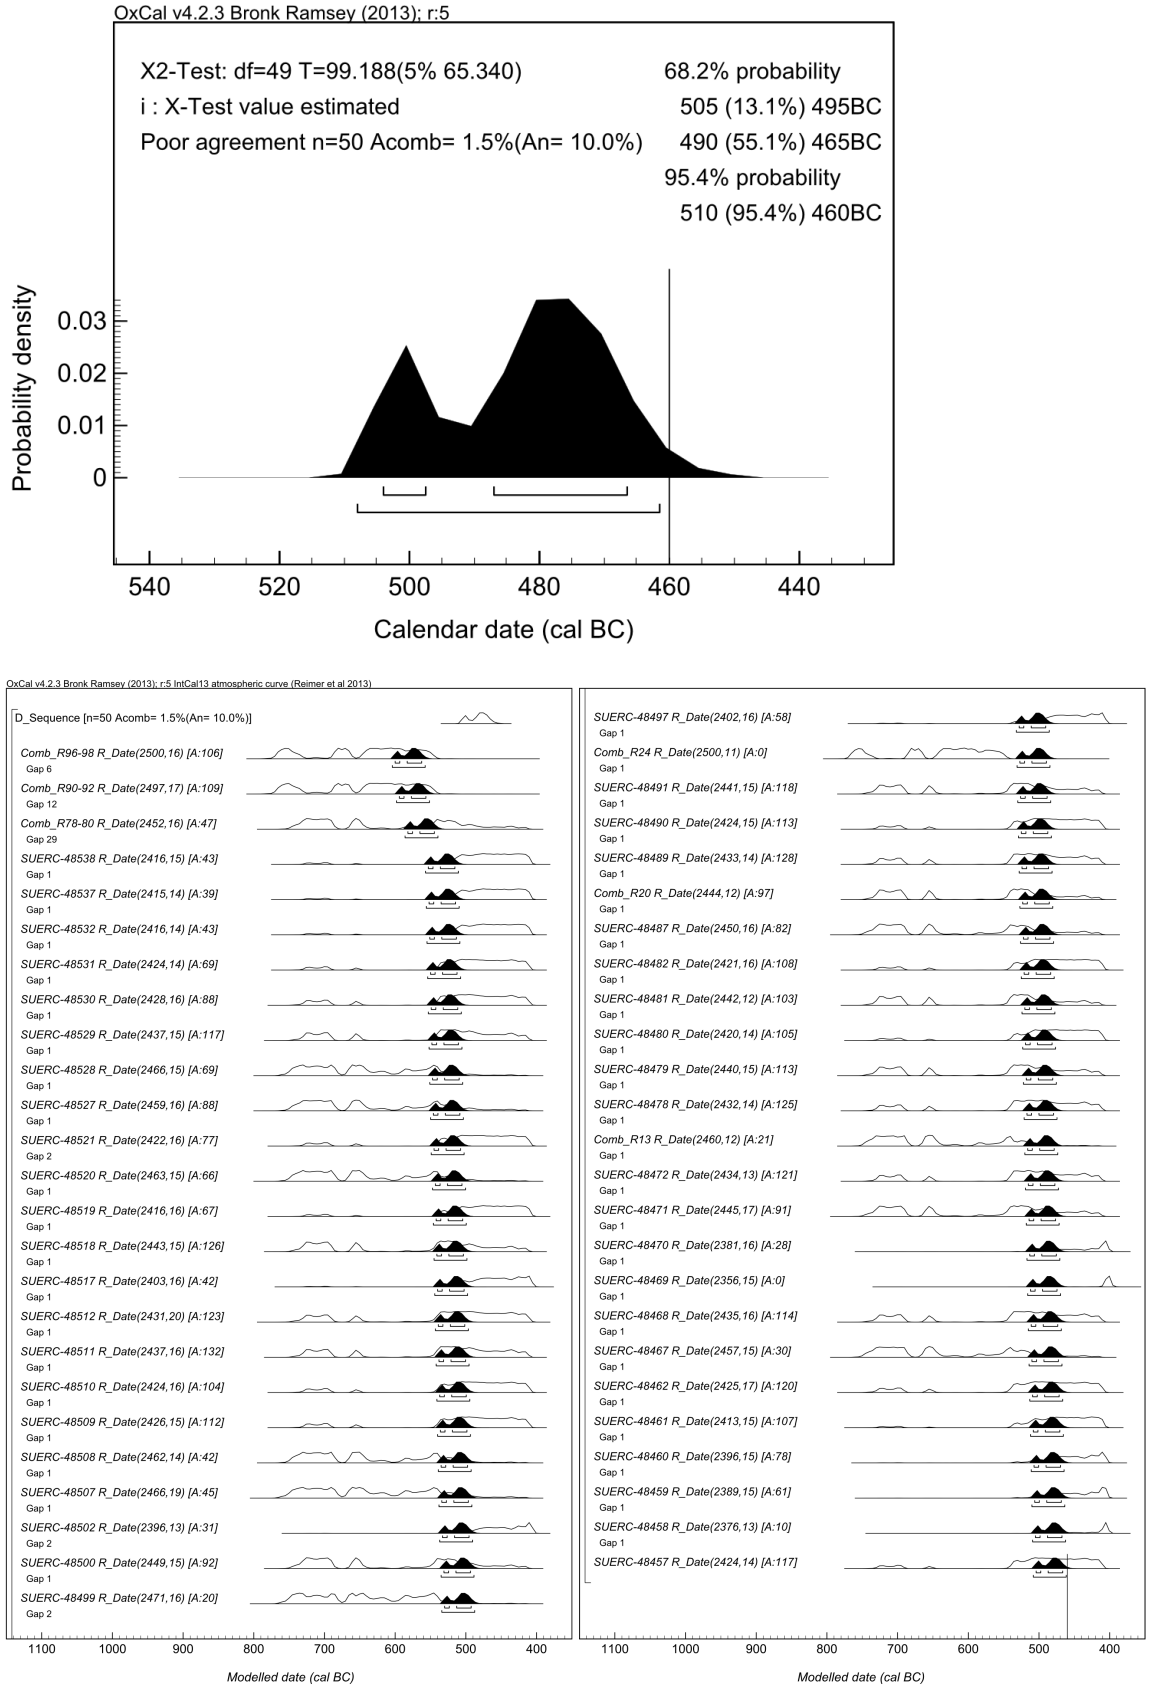 OxCal v4.2.3 Bronk Ramsey (2013); r:5
X2-Test: df=49 T=99.188(5% 65.340)
i : X-Test value estimated
Poor agreement n=50 Acomb= 1.5%(An= 10.0%)
68.2% probability
505 (13.1%) 495BC
490 (55.1%) 465BC
95.4% probability
510 (95.4%) 460BC
Probability density
0.03
0.02
0.01
0
540 520 500 480 460 440
Calendar date (cal BC)
OxCal v4.2.3 Bronk Ramsey (2013); r:5 IntCal13 atmospheric curve (Reimer et al 2013)
D_Sequence [n=50 Acomb= 1.5%(An= 10.0%)]
Comb_R96-98 R_Date(2500,16) [A:106]
Gap 6
Comb_R90-92 R_Date(2497,17) [A:109]
Gap 12
Comb_R78-80 R_Date(2452,16) [A:47]
Gap 29
SUERC-48538 R_Date(2416,15) [A:43]
Gap 1
SUERC-48537 R_Date(2415,14) [A:39]
Gap 1
SUERC-48532 R_Date(2416,14) [A:43]
Gap 1
SUERC-48531 R_Date(2424,14) [A:69]
Gap 1
SUERC-48530 R_Date(2428,16) [A:88]
Gap 1
SUERC-48529 R_Date(2437,15) [A:117]
Gap 1
SUERC-48528 R_Date(2466,15) [A:69]
Gap 1
SUERC-48527 R_Date(2459,16) [A:88]
Gap 1
SUERC-48521 R_Date(2422,16) [A:77]
Gap 2
SUERC-48520 R_Date(2463,15) [A:66]
Gap 1
SUERC-48519 R_Date(2416,16) [A:67]
Gap 1
SUERC-48518 R_Date(2443,15) [A:126]
Gap 1
SUERC-48517 R_Date(2403,16) [A:42]
Gap 1
SUERC-48512 R_Date(2431,20) [A:123]
Gap 1
SUERC-48511 R_Date(2437,16) [A:132]
Gap 1
SUERC-48510 R_Date(2424,16) [A:104]
Gap 1
SUERC-48509 R_Date(2426,15) [A:112]
Gap 1
SUERC-48508 R_Date(2462,14) [A:42]
Gap 1
SUERC-48507 R_Date(2466,19) [A:45]
Gap 1
SUERC-48502 R_Date(2396,13) [A:31]
Gap 2
SUERC-48500 R_Date(2449,15) [A:92]
Gap 1
SUERC-48499 R_Date(2471,16) [A:20]
Gap 2
1100 1000 900 800 700 600 500 400
Modelled date (cal BC)
SUERC-48497 R_Date(2402,16) [A:58]
Gap 1
Comb_R24 R_Date(2500,11) [A:0]
Gap 1
SUERC-48491 R_Date(2441,15) [A:118]
Gap 1
SUERC-48490 R_Date(2424,15) [A:113]
Gap 1
SUERC-48489 R_Date(2433,14) [A:128]
Gap 1
Comb_R20 R_Date(2444,12) [A:97]
Gap 1
SUERC-48487 R_Date(2450,16) [A:82]
Gap 1
SUERC-48482 R_Date(2421,16) [A:108]
Gap 1
SUERC-48481 R_Date(2442,12) [A:103]
Gap 1
SUERC-48480 R_Date(2420,14) [A:105]
Gap 1
SUERC-48479 R_Date(2440,15) [A:113]
Gap 1
SUERC-48478 R_Date(2432,14) [A:125]
Gap 1
Comb_R13 R_Date(2460,12) [A:21]
Gap 1
SUERC-48472 R_Date(2434,13) [A:121]
Gap 1
SUERC-48471 R_Date(2445,17) [A:91]
Gap 1
SUERC-48470 R_Date(2381,16) [A:28]
Gap 1
SUERC-48469 R_Date(2356,15) [A:0]
Gap 1
SUERC-48468 R_Date(2435,16) [A:114]
Gap 1
SUERC-48467 R_Date(2457,15) [A:30]
Gap 1
SUERC-48462 R_Date(2425,17) [A:120]
Gap 1
SUERC-48461 R_Date(2413,15) [A:107]
Gap 1
SUERC-48460 R_Date(2396,15) [A:78]
Gap 1
SUERC-48459 R_Date(2389,15) [A:61]
Gap 1
SUERC-48458 R_Date(2376,13) [A:10]
Gap 1
SUERC-48457 R_Date(2424,14) [A:117]
1100 1000 900 800 700 600 500 400
Modelled date (cal BC)